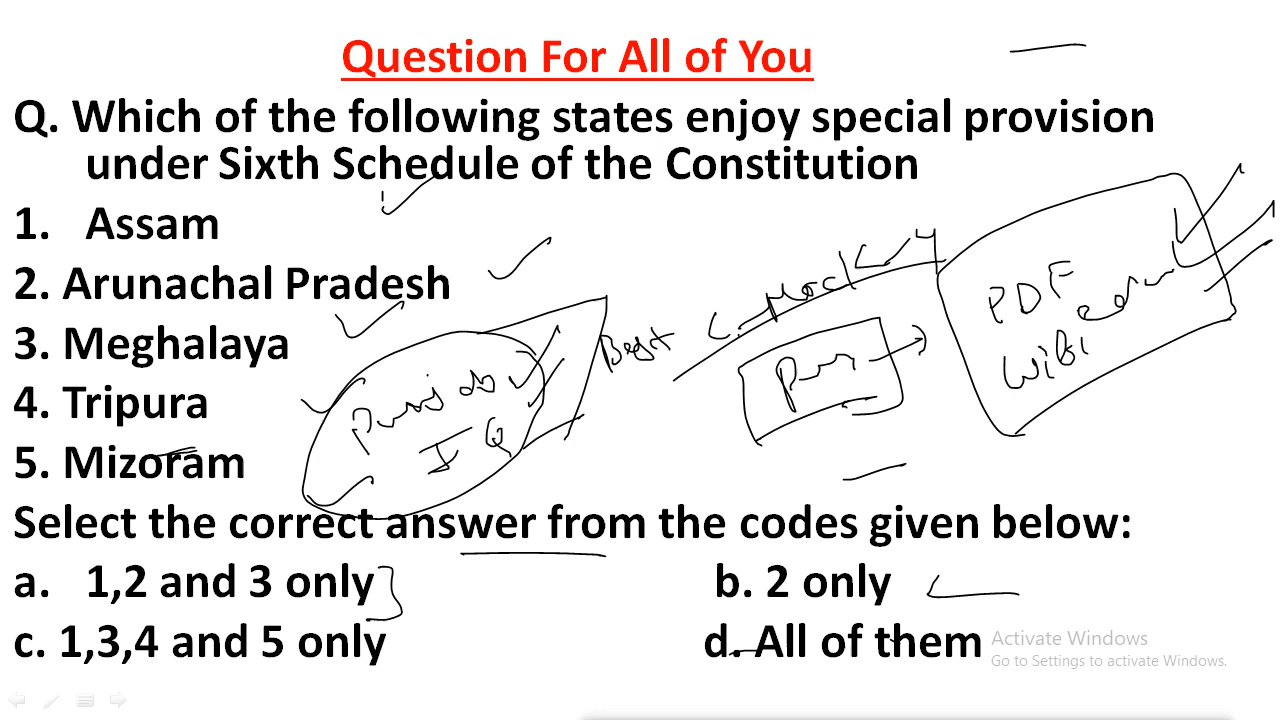 Question For All of You
Q. Which of the following states enjoy special provision
under Sixth Schedule of the Constitution
1. Assam
2. Arunachal Pradesh
3. Meghalaya
4. Tripura
5. Mizoram
PDF
Select the correct answer from the codes given below:
a. 1,2 and 3 only
b. 2 only
c. 1,3,4 and 5 only
d. All of them
Activate Windows
Go to Settings to activate Windows.